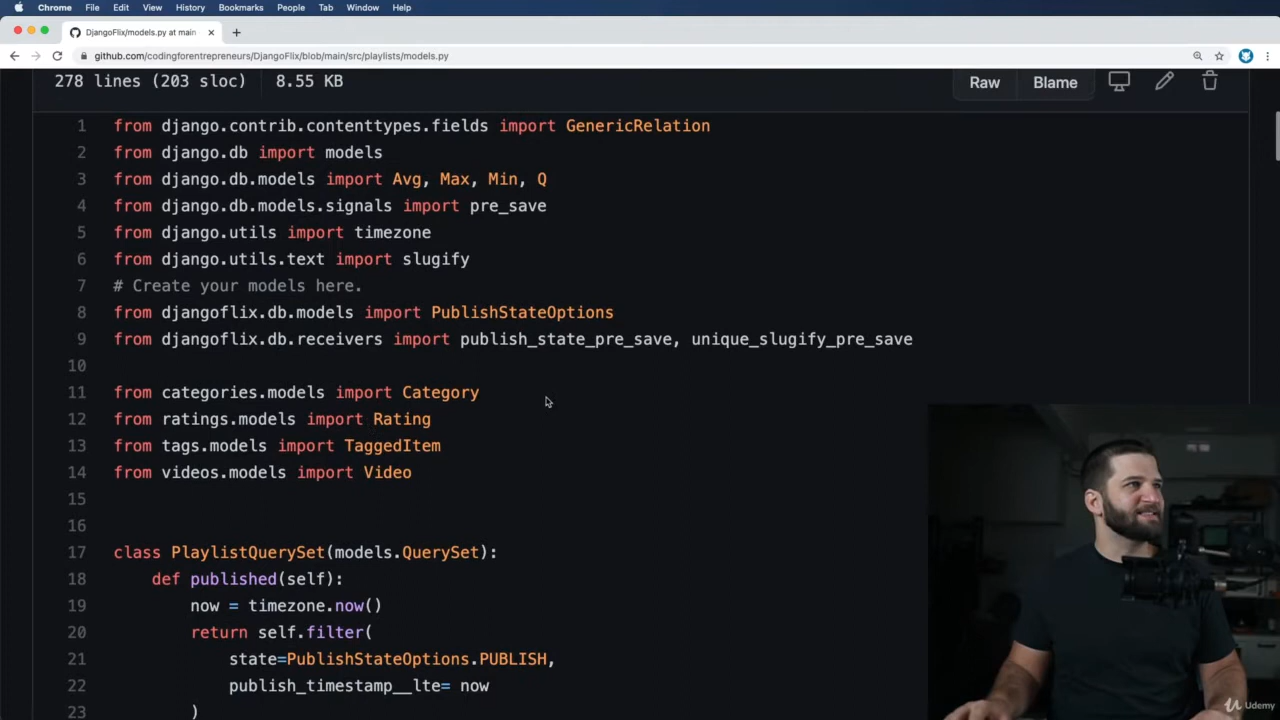 Chrome File Edit View History Bookmarks People Tab Window Help
DjangoFlix/models.py at main
github.com/codingforentrepreneurs/DjangoFlix/blob/main/src/playlists/models.py
278 lines (203 sloc) 8.55 KB Raw Blame
1 from django.contrib.contenttypes.fields import GenericRelation
2 from django.db import models
3 from django.db.models import Avg, Max, Min, Q
4 from django.db.models.signals import pre_save
5 from django.utils import timezone
6 from django.utils.text import slugify
7 # Create your models here.
8 from djangoflix.db.models import PublishStateOptions
9 from djangoflix.db.receivers import publish_state_pre_save, unique_slugify_pre_save
10
11 from categories.models import Category
12 from ratings.models import Rating
13 from tags.models import TaggedItem
14 from videos.models import Video
15
16
17 class PlaylistQuerySet(models.QuerySet):
18     def published(self):
19         now = timezone.now()
20         return self.filter(
21             state=PublishStateOptions.PUBLISH,
22             publish_timestamp__lte= now
23         )
Udemy